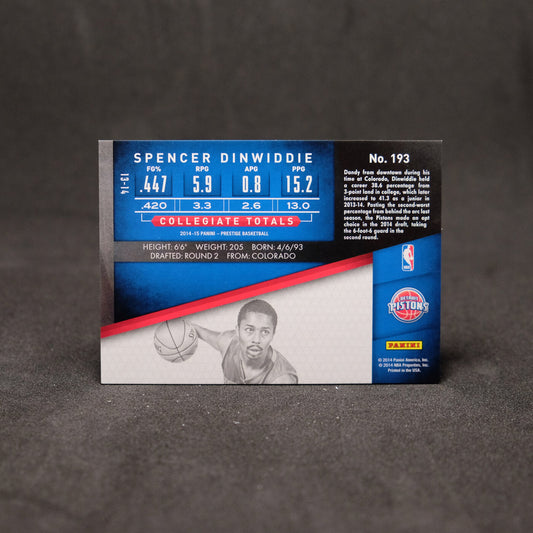 SPENCER DINWIDDIE
FG% RPG APG PPG
13-14 .447 5.9 0.8 15.2
.420 3.3 2.6 13.0
COLLEGIATE TOTALS
2014-15 PANINI – PRESTIGE BASKETBALL
HEIGHT: 6'6" WEIGHT: 205 BORN: 4/6/93
DRAFTED: ROUND 2 FROM: COLORADO
No. 193
Dandy from downtown during his
time at Colorado, Dinwiddie held
a career 38.6 percentage from
3-point land in college, which later
increased to 41.3 as a junior in
2013-14. Posting the second-worst
percentage from behind the arc last
season, the Pistons made an apt
choice in the 2014 draft, taking
the 6-foot-6 guard in the
second round.
NBA
DETROIT
PISTONS
PANINI
© 2014 Panini America, Inc.
© 2014 NBA Properties, Inc.
Printed in the USA.